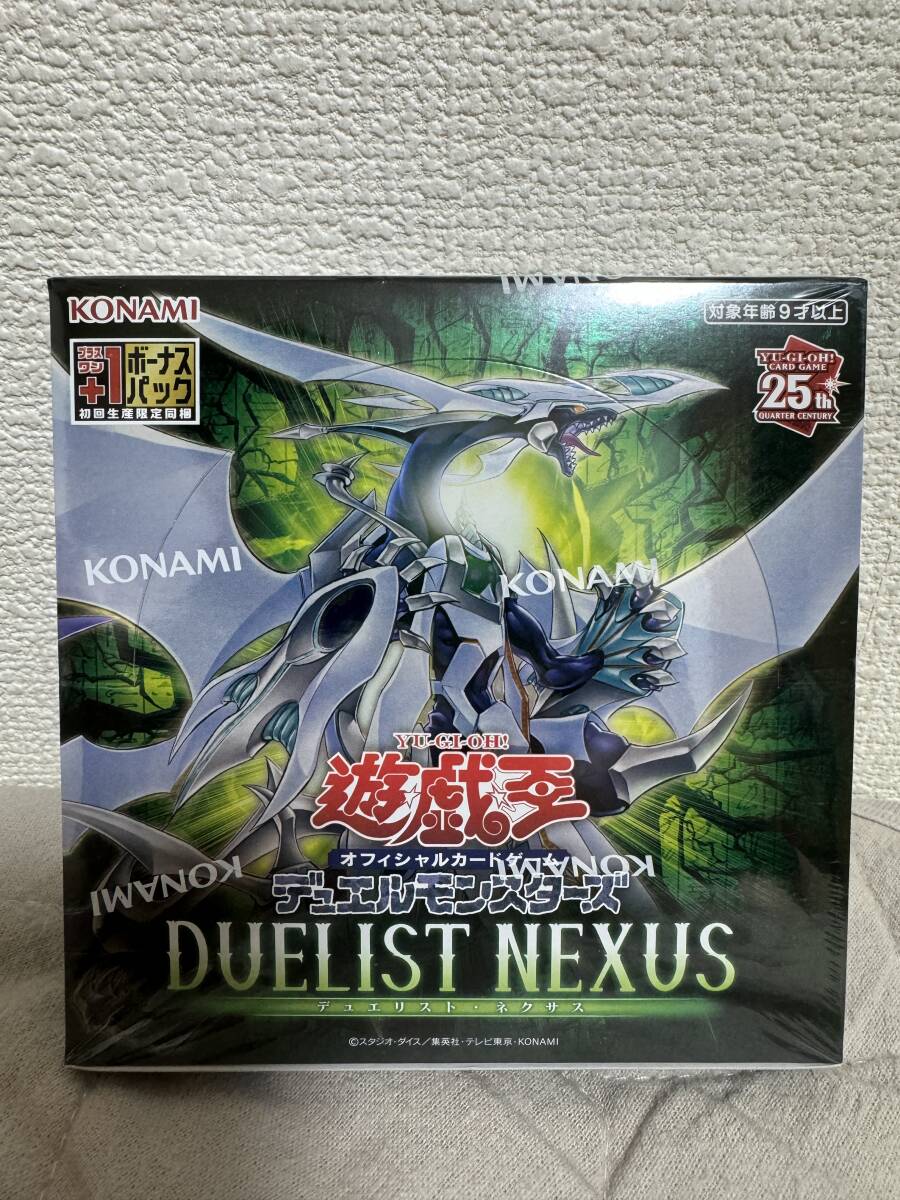 KONAMI
対象年齢9才以上
プラスワン
+1
ボーナスパック
初回生産限定同梱
YU-GI-OH!
CARD GAME
25th
QUARTER CENTURY
KONAMI
KONAMI
KONAMI
YU-GI-OH!
遊戯王
オフィシャルカードゲーム
KONAMI
KONAMI
デュエルモンスターズ
DUELIST NEXUS
デュエリスト・ネクサス
©スタジオ・ダイス／集英社・テレビ東京・KONAMI